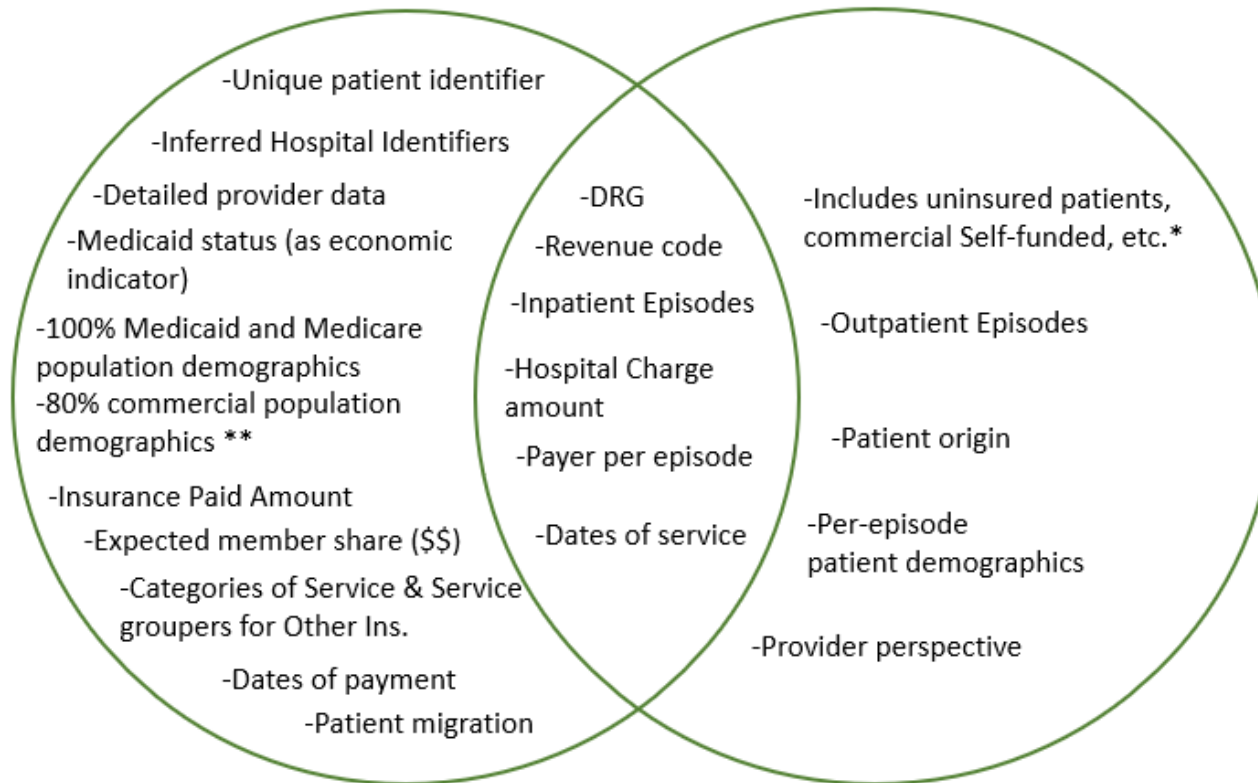 -Unique patient identifier
-Inferred Hospital Identifiers
-Detailed provider data
-Medicaid status (as economic
indicator)
-100% Medicaid and Medicare
population demographics
-80% commercial population
demographics **
-Insurance Paid Amount
-Expected member share ($$)
-Categories of Service & Service
groupers for Other Ins.
-Dates of payment
-Patient migration
-DRG
-Revenue code
-Inpatient Episodes
-Hospital Charge
amount
-Payer per episode
-Dates of service
-Includes uninsured patients,
commercial Self-funded, etc.*
-Outpatient Episodes
-Patient origin
-Per-episode
patient demographics
-Provider perspective